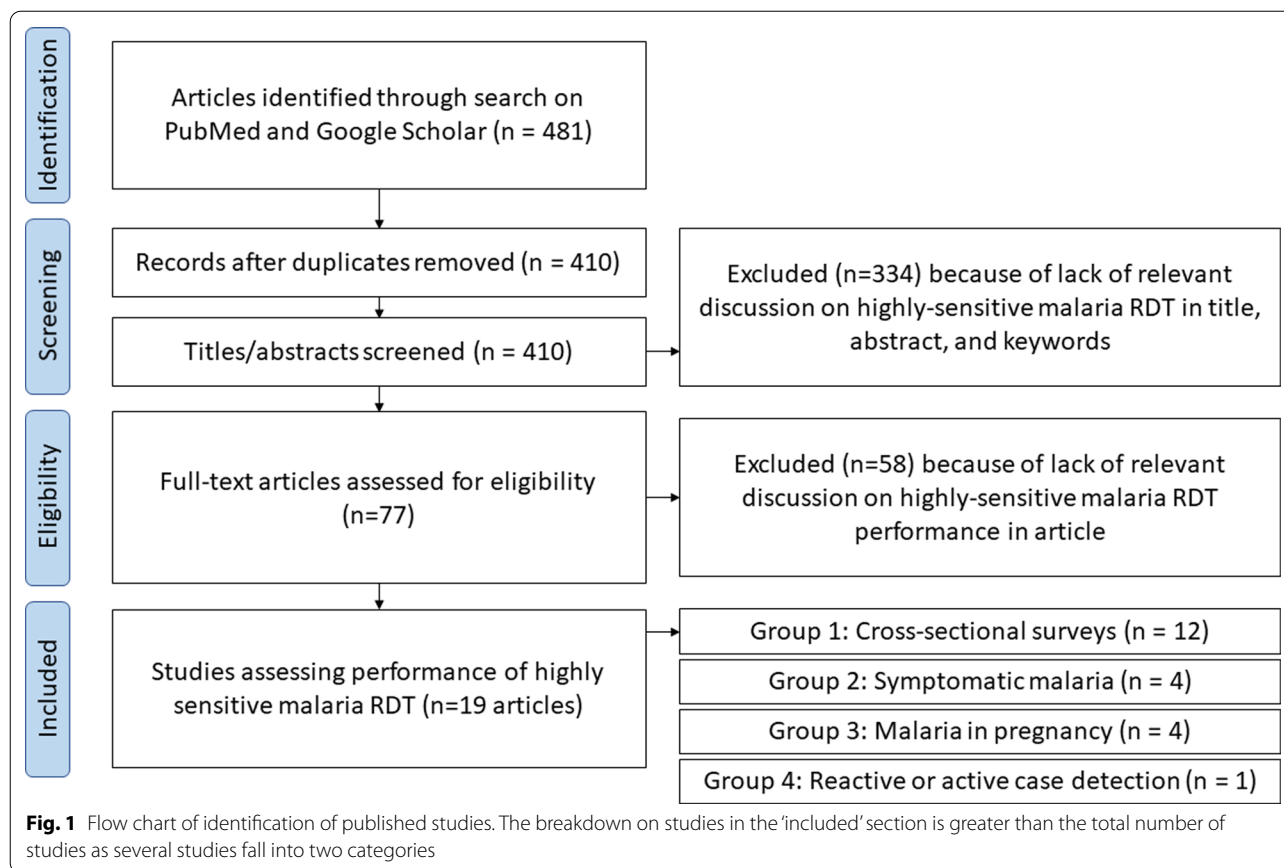 Identification
Articles identified through search on
PubMed and Google Scholar (n = 481)
Screening
Records after duplicates removed (n = 410)
Titles/abstracts screened (n = 410)
Excluded (n=334) because of lack of relevant
discussion on highly-sensitive malaria RDT in title,
abstract, and keywords
Eligibility
Full-text articles assessed for eligibility
(n=77)
Excluded (n=58) because of lack of relevant
discussion on highly-sensitive malaria RDT
performance in article
Included
Studies assessing performance of highly
sensitive malaria RDT (n=19 articles)
Group 1: Cross-sectional surveys (n = 12)
Group 2: Symptomatic malaria (n = 4)
Group 3: Malaria in pregnancy (n = 4)
Group 4: Reactive or active case detection (n = 1)
Fig. 1 Flow chart of identification of published studies. The breakdown on studies in the ‘included’ section is greater than the total number of
studies as several studies fall into two categories